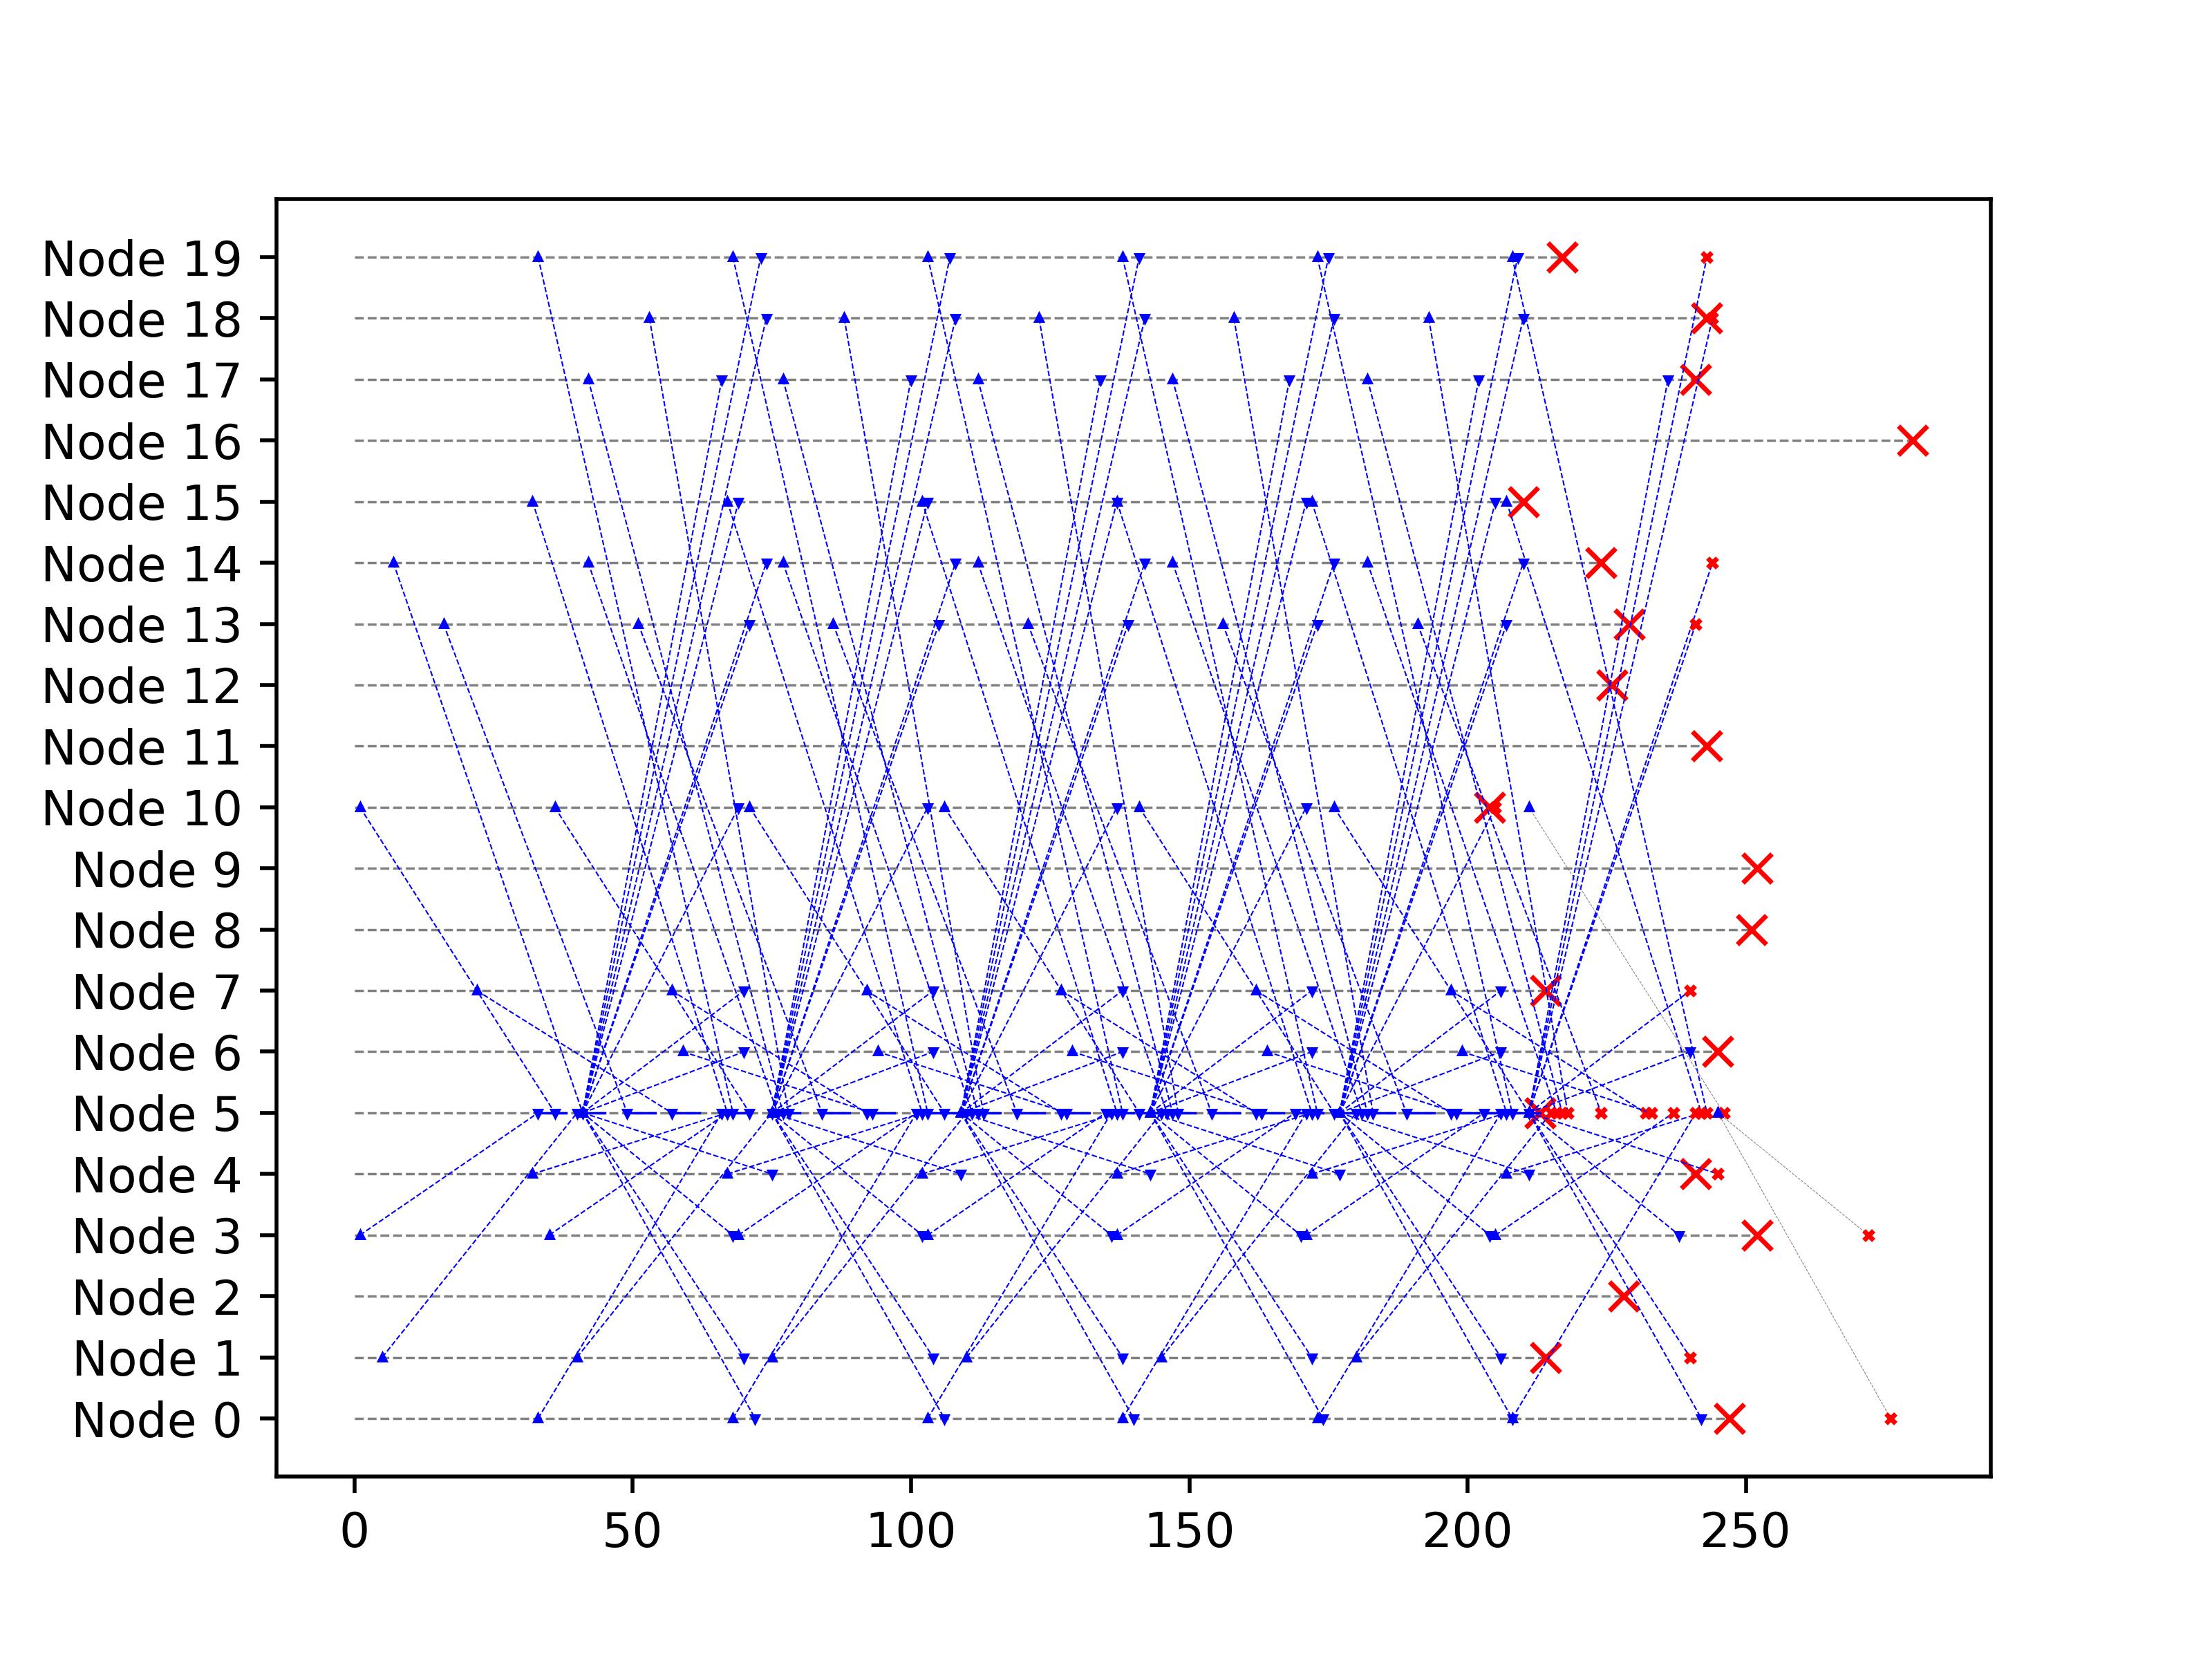 Node 19
Node 18
Node 17
Node 16
Node 15
Node 14
Node 13
Node 12
Node 11
Node 10
Node 9
Node 8
Node 7
Node 6
Node 5
Node 4
Node 3
Node 2
Node 1
Node 0
0 50 100 150 200 250